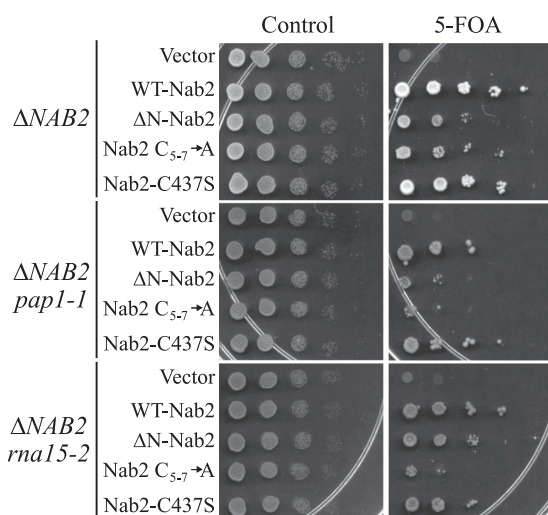 Control 5-FOA
ΔNAB2
Vector
WT-Nab2
ΔN-Nab2
Nab2 C5-7→A
Nab2-C437S
ΔNAB2
pap1-1
Vector
WT-Nab2
ΔN-Nab2
Nab2 C5-7→A
Nab2-C437S
ΔNAB2
rna15-2
Vector
WT-Nab2
ΔN-Nab2
Nab2 C5-7→A
Nab2-C437S